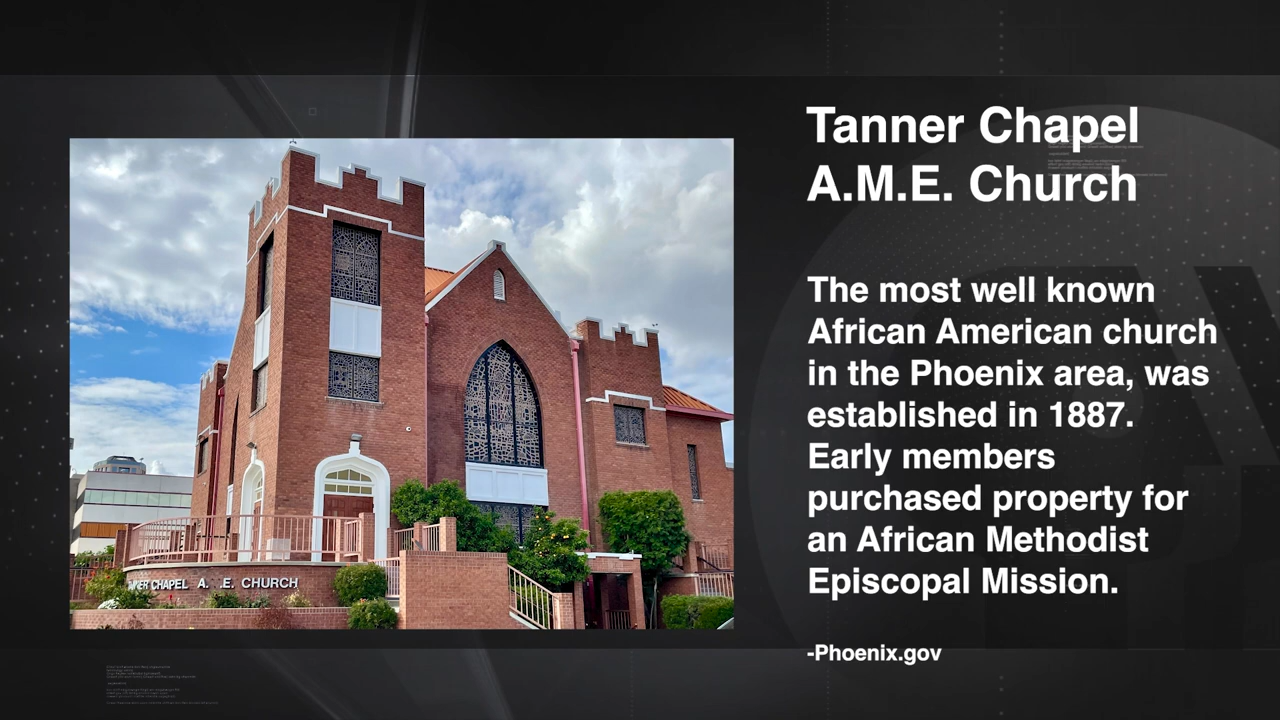 Tanner Chapel
A.M.E. Church
The most well known
African American church
in the Phoenix area, was
established in 1887.
Early members
purchased property for
an African Methodist
Episcopal Mission.
-Phoenix.gov
CHAPEL A. .E. CHURCH